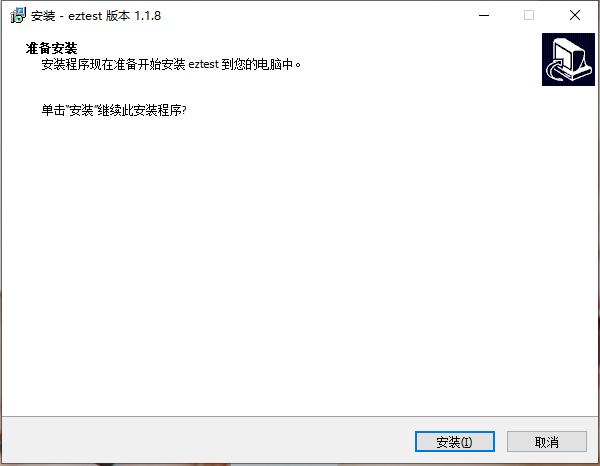 安装 - eztest 版本 1.1.8
准备安装
安装程序现在准备开始安装 eztest 到您的电脑中。
单击"安装"继续此安装程序?
安装(I)
取消